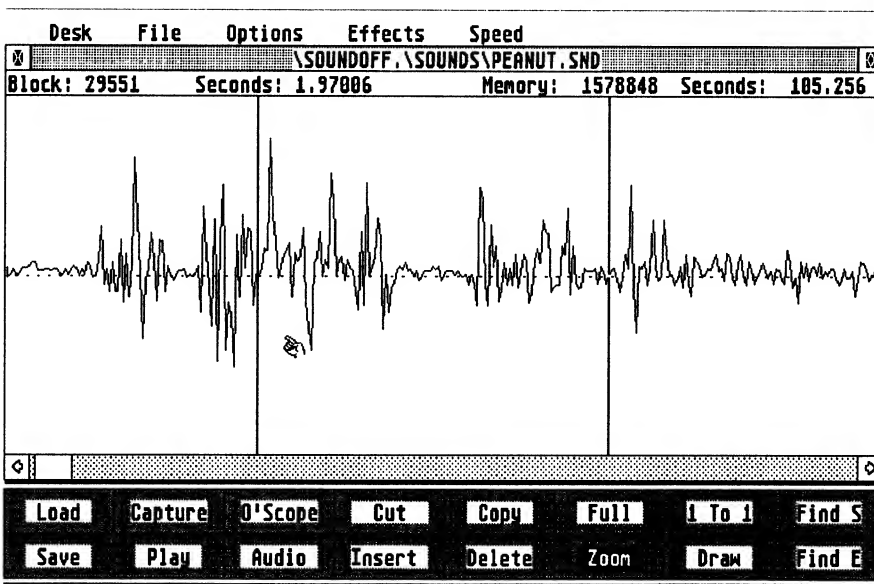 Desk File Options Effects Speed
\SOUNDOFF.\SOUNDS\PEANUT.SND
Block: 29551 Seconds: 1.97006 Memory: 1578848 Seconds: 105.256
Load Capture O'Scope Cut Copy Full 1 To 1 Find S
Save Play Audio Insert Delete Zoom Draw Find E